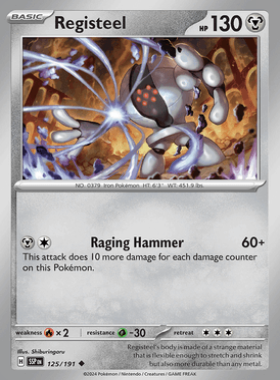 BASIC
Registeel HP 130
NO. 0379 Iron Pokémon HT: 6'3" WT: 451.9 lbs.
Raging Hammer 60+
This attack does 10 more damage for each damage counter
on this Pokémon.
weakness ×2 resistance -30 retreat
Illus. Shiburingaru
SSP EN 125/191
©2024 Pokémon / Nintendo / Creatures / GAME FREAK
Registeel's body is made of a strange material
that is flexible enough to stretch and shrink
but also more durable than any metal.